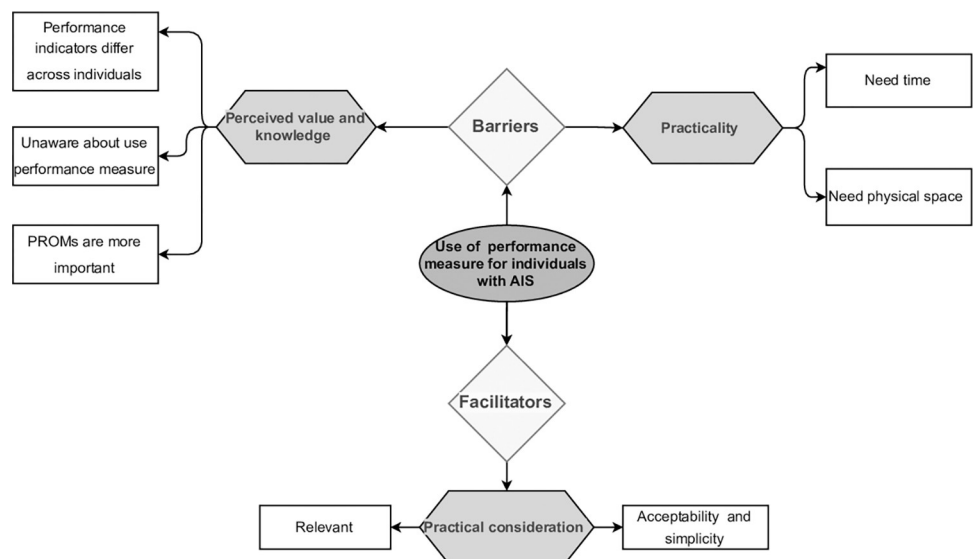 Performance
indicators differ
across individuals
Unaware about use
performance measure
PROMs are more
important
Perceived value and
knowledge
Barriers
Practicality
Need time
Need physical space
Use of performance
measure for individuals
with AIS
Facilitators
Practical consideration
Relevant
Acceptability and
simplicity